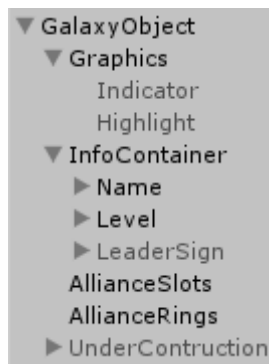 GalaxyObject
Graphics
Indicator
Highlight
InfoContainer
Name
Level
LeaderSign
AllianceSlots
AllianceRings
UnderContruction